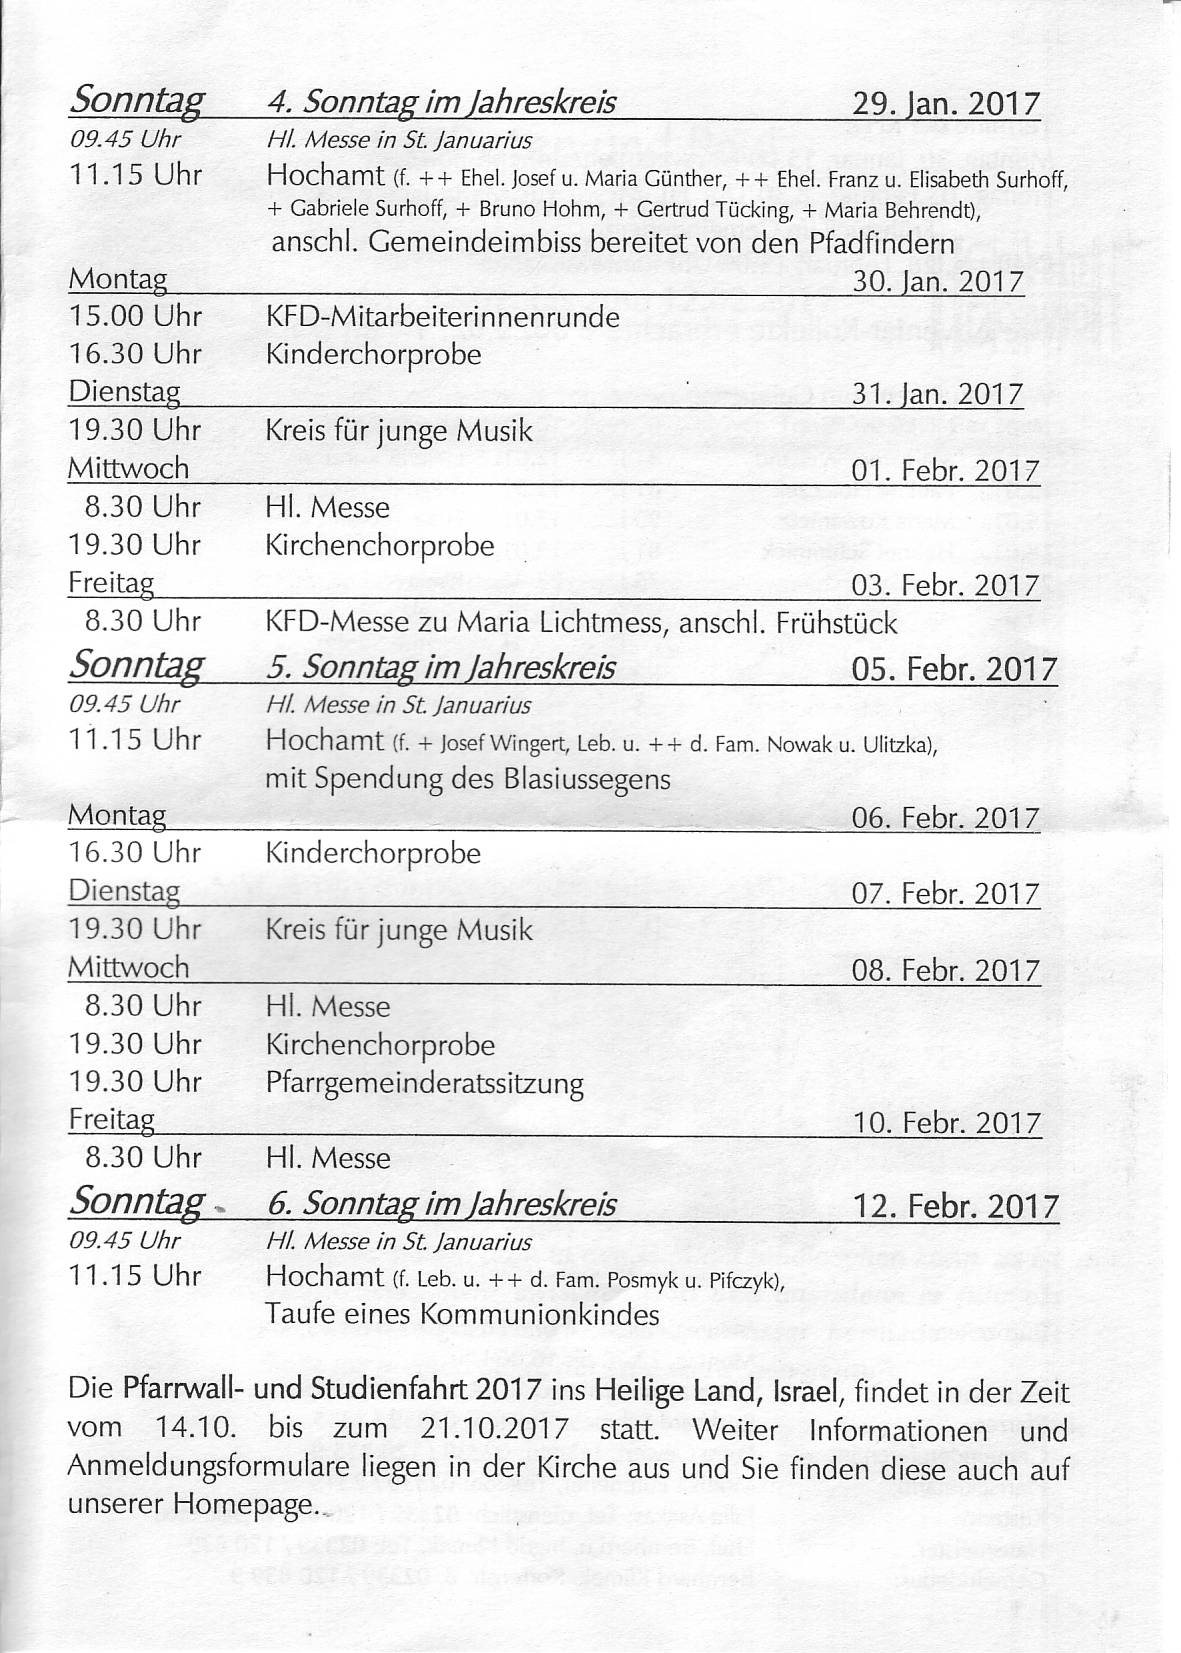 Sonntag 4. Sonntag im Jahreskreis 29. Jan. 2017
09.45 Uhr Hl. Messe in St. Januarius
11.15 Uhr Hochamt (f. ++ Ehel. Josef u. Maria Günther, ++ Ehel. Franz u. Elisabeth Surhoff,
+ Gabriele Surhoff, + Bruno Hohm, + Gertrud Tücking, + Maria Behrendt),
anschl. Gemeindeimbiss bereitet von den Pfadfindern
Montag 30. Jan. 2017
15.00 Uhr KFD-Mitarbeiterinnenrunde
16.30 Uhr Kinderchorprobe
Dienstag 31. Jan. 2017
19.30 Uhr Kreis für junge Musik
Mittwoch 01. Febr. 2017
8.30 Uhr Hl. Messe
19.30 Uhr Kirchenchorprobe
Freitag 03. Febr. 2017
8.30 Uhr KFD-Messe zu Maria Lichtmess, anschl. Frühstück
Sonntag 5. Sonntag im Jahreskreis 05. Febr. 2017
09.45 Uhr Hl. Messe in St. Januarius
11.15 Uhr Hochamt (f. + Josef Wingert, Leb. u. ++ d. Fam. Nowak u. Ulitzka),
mit Spendung des Blasiussegens
Montag 06. Febr. 2017
16.30 Uhr Kinderchorprobe
Dienstag 07. Febr. 2017
19.30 Uhr Kreis für junge Musik
Mittwoch 08. Febr. 2017
8.30 Uhr Hl. Messe
19.30 Uhr Kirchenchorprobe
19.30 Uhr Pfarrgemeinderatssitzung
Freitag 10. Febr. 2017
8.30 Uhr Hl. Messe
Sonntag 6. Sonntag im Jahreskreis 12. Febr. 2017
09.45 Uhr Hl. Messe in St. Januarius
11.15 Uhr Hochamt (f. Leb. u. ++ d. Fam. Posmyk u. Pifczyk),
Taufe eines Kommunionkindes
Die Pfarrwall- und Studienfahrt 2017 ins Heilige Land, Israel, findet in der Zeit
vom 14.10. bis zum 21.10.2017 statt. Weiter Informationen und
Anmeldungsformulare liegen in der Kirche aus und Sie finden diese auch auf
unserer Homepage..